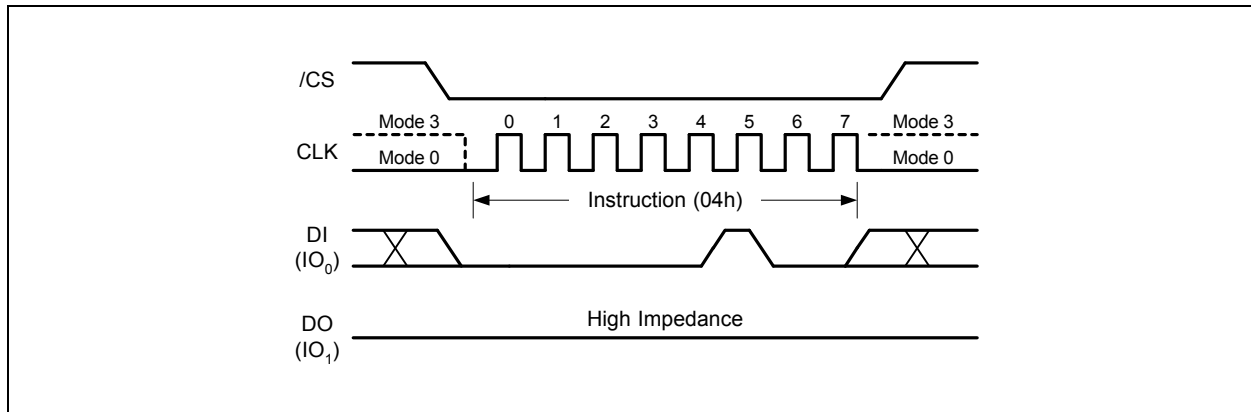 /CS
Mode 3 0 1 2 3 4 5 6 7 Mode 3
CLK
Mode 0 Mode 0
Instruction (04h)
DI
(IO₀)
High Impedance
DO
(IO₁)